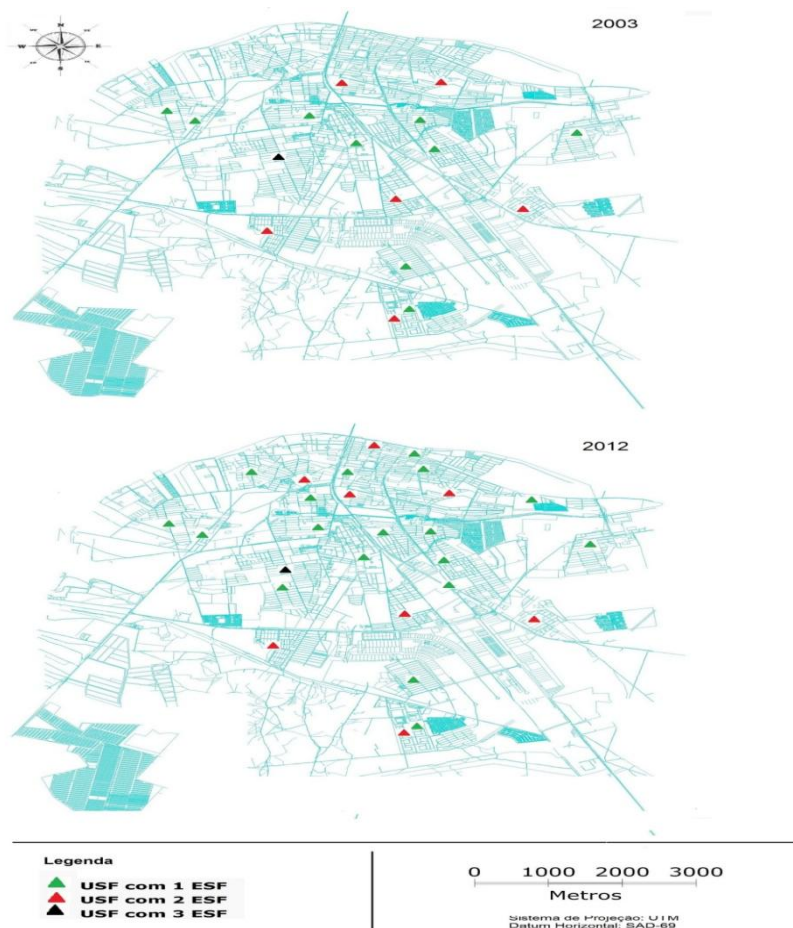 2003
N
W E
S
2012
Legenda
USF com 1 ESF
USF com 2 ESF
USF com 3 ESF
0 1000 2000 3000
Metros
Sistema de Projeção: UTM
Datum Horizontal: SAD-69